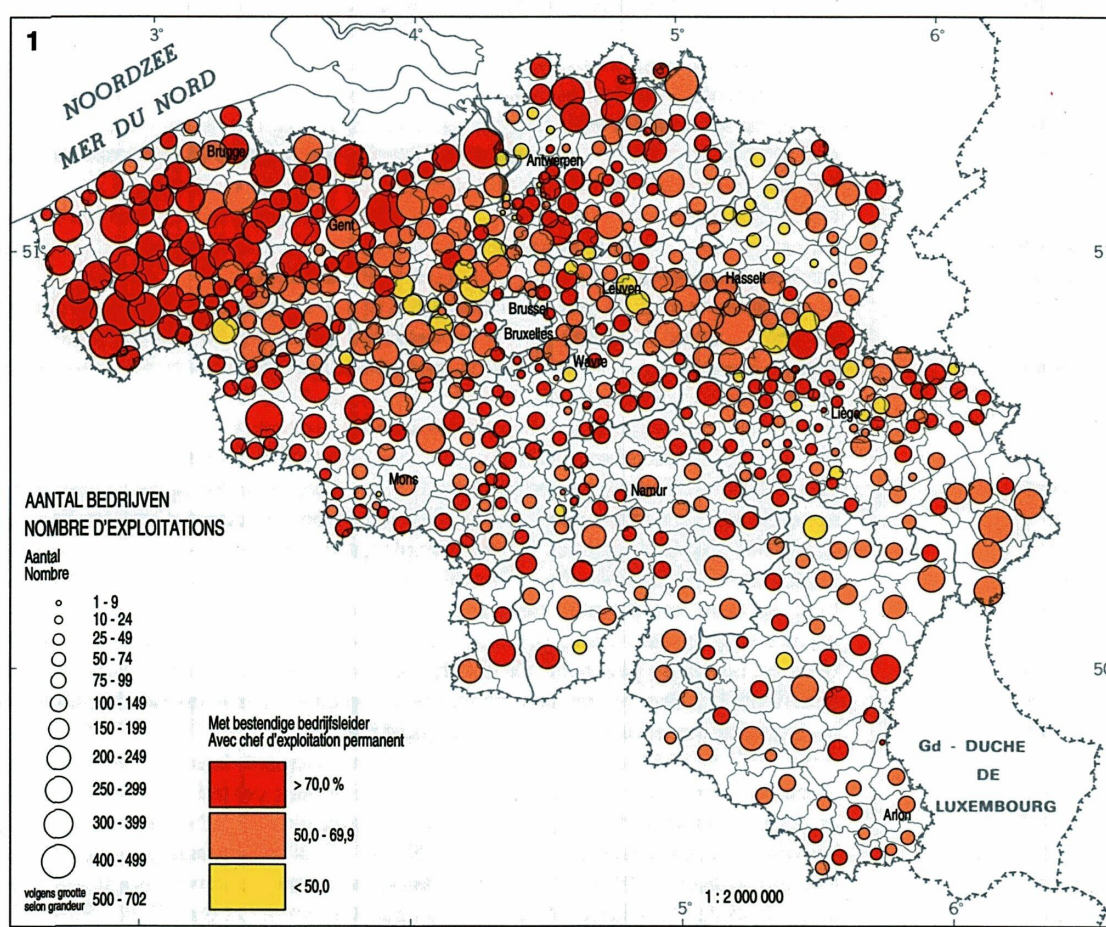 1
3°
4°
5°
6°
NOORDZEE
MER DU NORD
Brugge
Antwerpen
Gent
51°
5
Hasselt
Leuven
Brussel
Bruxelles
Wavre
Liège
Mons
Namur
AANTAL BEDRIJVEN
NOMBRE D'EXPLOITATIONS
Aantal
Nombre
1 - 9
10 - 24
25 - 49
50 - 74
75 - 99
100 - 149
150 - 199
200 - 249
250 - 299
300 - 399
400 - 499
volgens grootte
selon grandeur
500 - 702
Met bestendige bedrijfsleider
Avec chef d'exploitation permanent
> 70,0 %
50,0 - 69,9
< 50,0
50
Gd - DUCHE
DE
LUXEMBOURG
Arlon
1 : 2 000 000
3°
4°
5°
6°